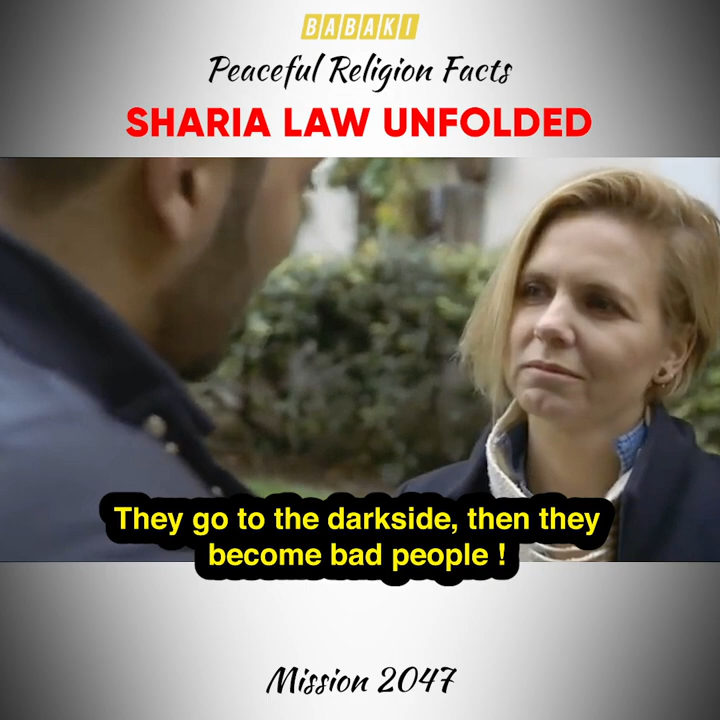 BABAKI
Peaceful Religion Facts
SHARIA LAW UNFOLDED
They go to the darkside, then they
become bad people !
Mission 2047